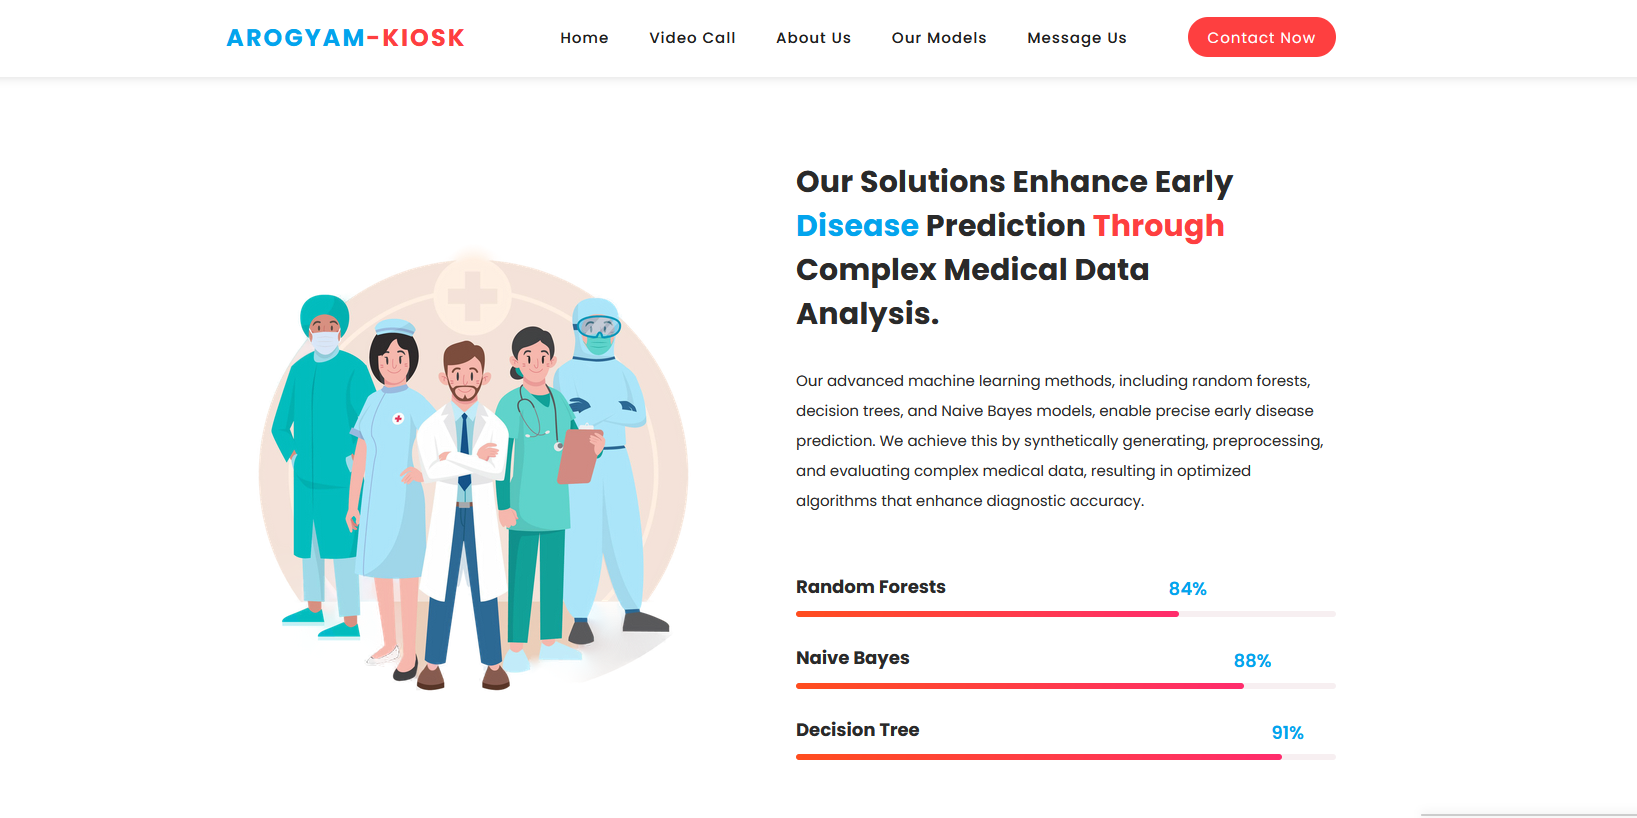 AROGYAM-KIOSK
Home
Video Call
About Us
Our Models
Message Us
Contact Now
Our Solutions Enhance Early
Disease Prediction Through
Complex Medical Data
Analysis.
Our advanced machine learning methods, including random forests,
decision trees, and Naive Bayes models, enable precise early disease
prediction. We achieve this by synthetically generating, preprocessing,
and evaluating complex medical data, resulting in optimized
algorithms that enhance diagnostic accuracy.
Random Forests 84%
Naive Bayes 88%
Decision Tree 91%